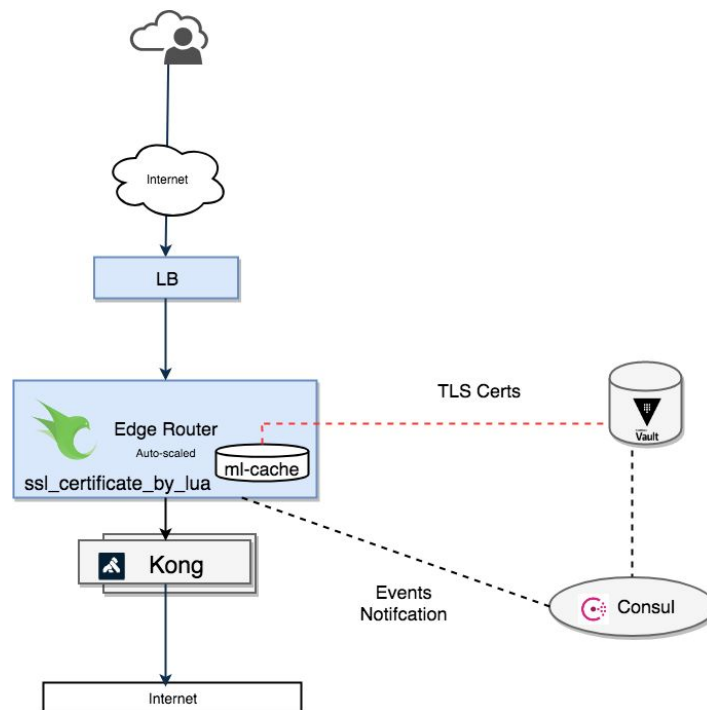 Internet
LB
TLS Certs
Edge Router
Auto-scaled
ml-cache
ssl_certificate_by_lua
Vault
Kong
Events
Notifcation
Consul
Internet